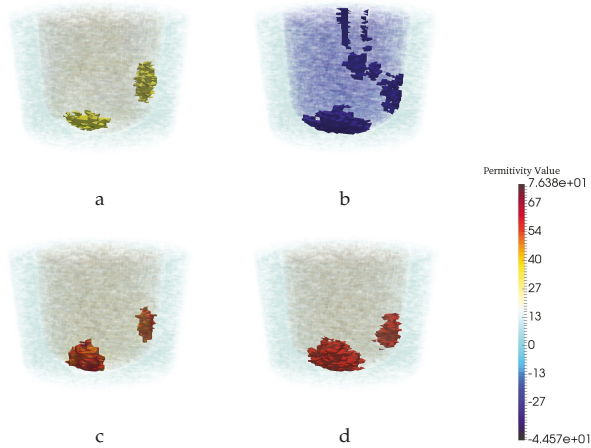 a
b
Permitivity Value
7.638e+01
67
54
40
27
13
0
-13
-27
-4.457e+01
c
d